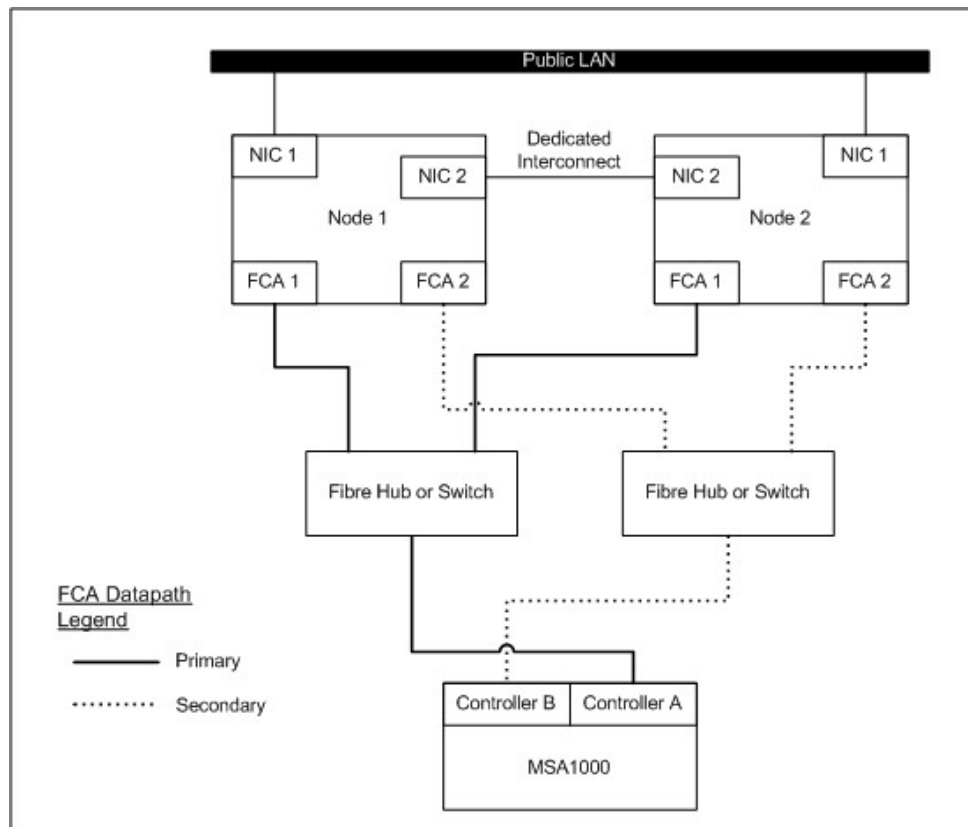 Public LAN
NIC 1
Dedicated
Interconnect
NIC 1
NIC 2
NIC 2
Node 1
Node 2
FCA 1
FCA 2
FCA 1
FCA 2
Fibre Hub or Switch
Fibre Hub or Switch
FCA Datapath
Legend
Primary
Secondary
Controller B
Controller A
MSA1000